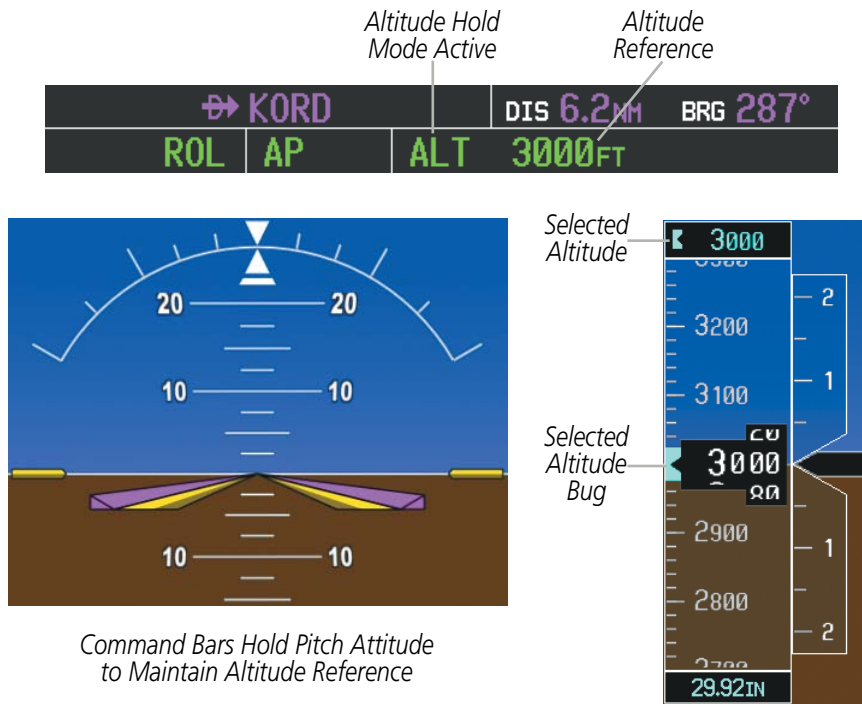 Altitude Hold
Mode Active
Altitude
Reference
KORD
DIS 6.2NM BRG 287°
ROL AP ALT 3000FT
Selected
Altitude
3000
20 20
10 10
10 10
3200
3100
3000
2900
2800
2
1
1
2
Selected
Altitude
Bug
29.92IN
Command Bars Hold Pitch Attitude
to Maintain Altitude Reference